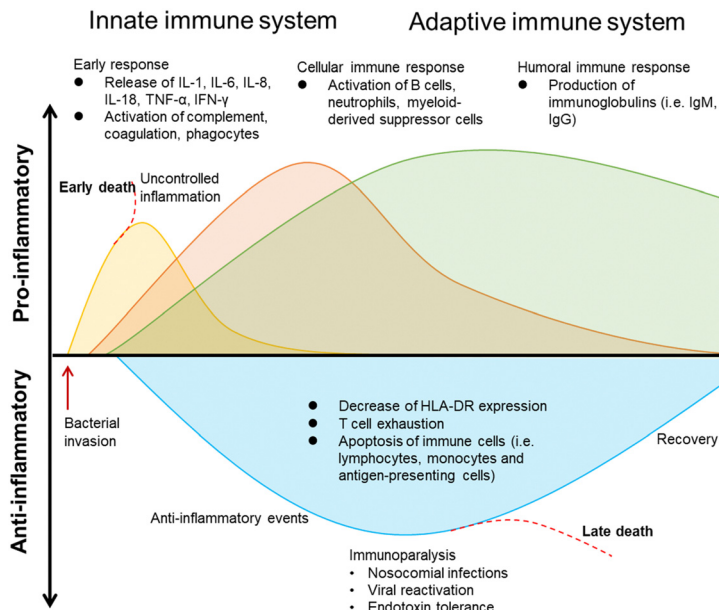 Innate immune system
Adaptive immune system
Early response
● Release of IL-1, IL-6, IL-8,
IL-18, TNF-α, IFN-γ
● Activation of complement,
coagulation, phagocytes
Cellular immune response
● Activation of B cells,
neutrophils, myeloid-
derived suppressor cells
Humoral immune response
● Production of
immunoglobulins (i.e. IgM,
IgG)
Pro-inflammatory
Early death
Uncontrolled
inflammation
Anti-inflammatory
Bacterial
invasion
● Decrease of HLA-DR expression
● T cell exhaustion
● Apoptosis of immune cells (i.e.
lymphocytes, monocytes and
antigen-presenting cells)
Recovery
Anti-inflammatory events
Late death
Immunoparalysis
• Nosocomial infections
• Viral reactivation
• Endotoxin tolerance